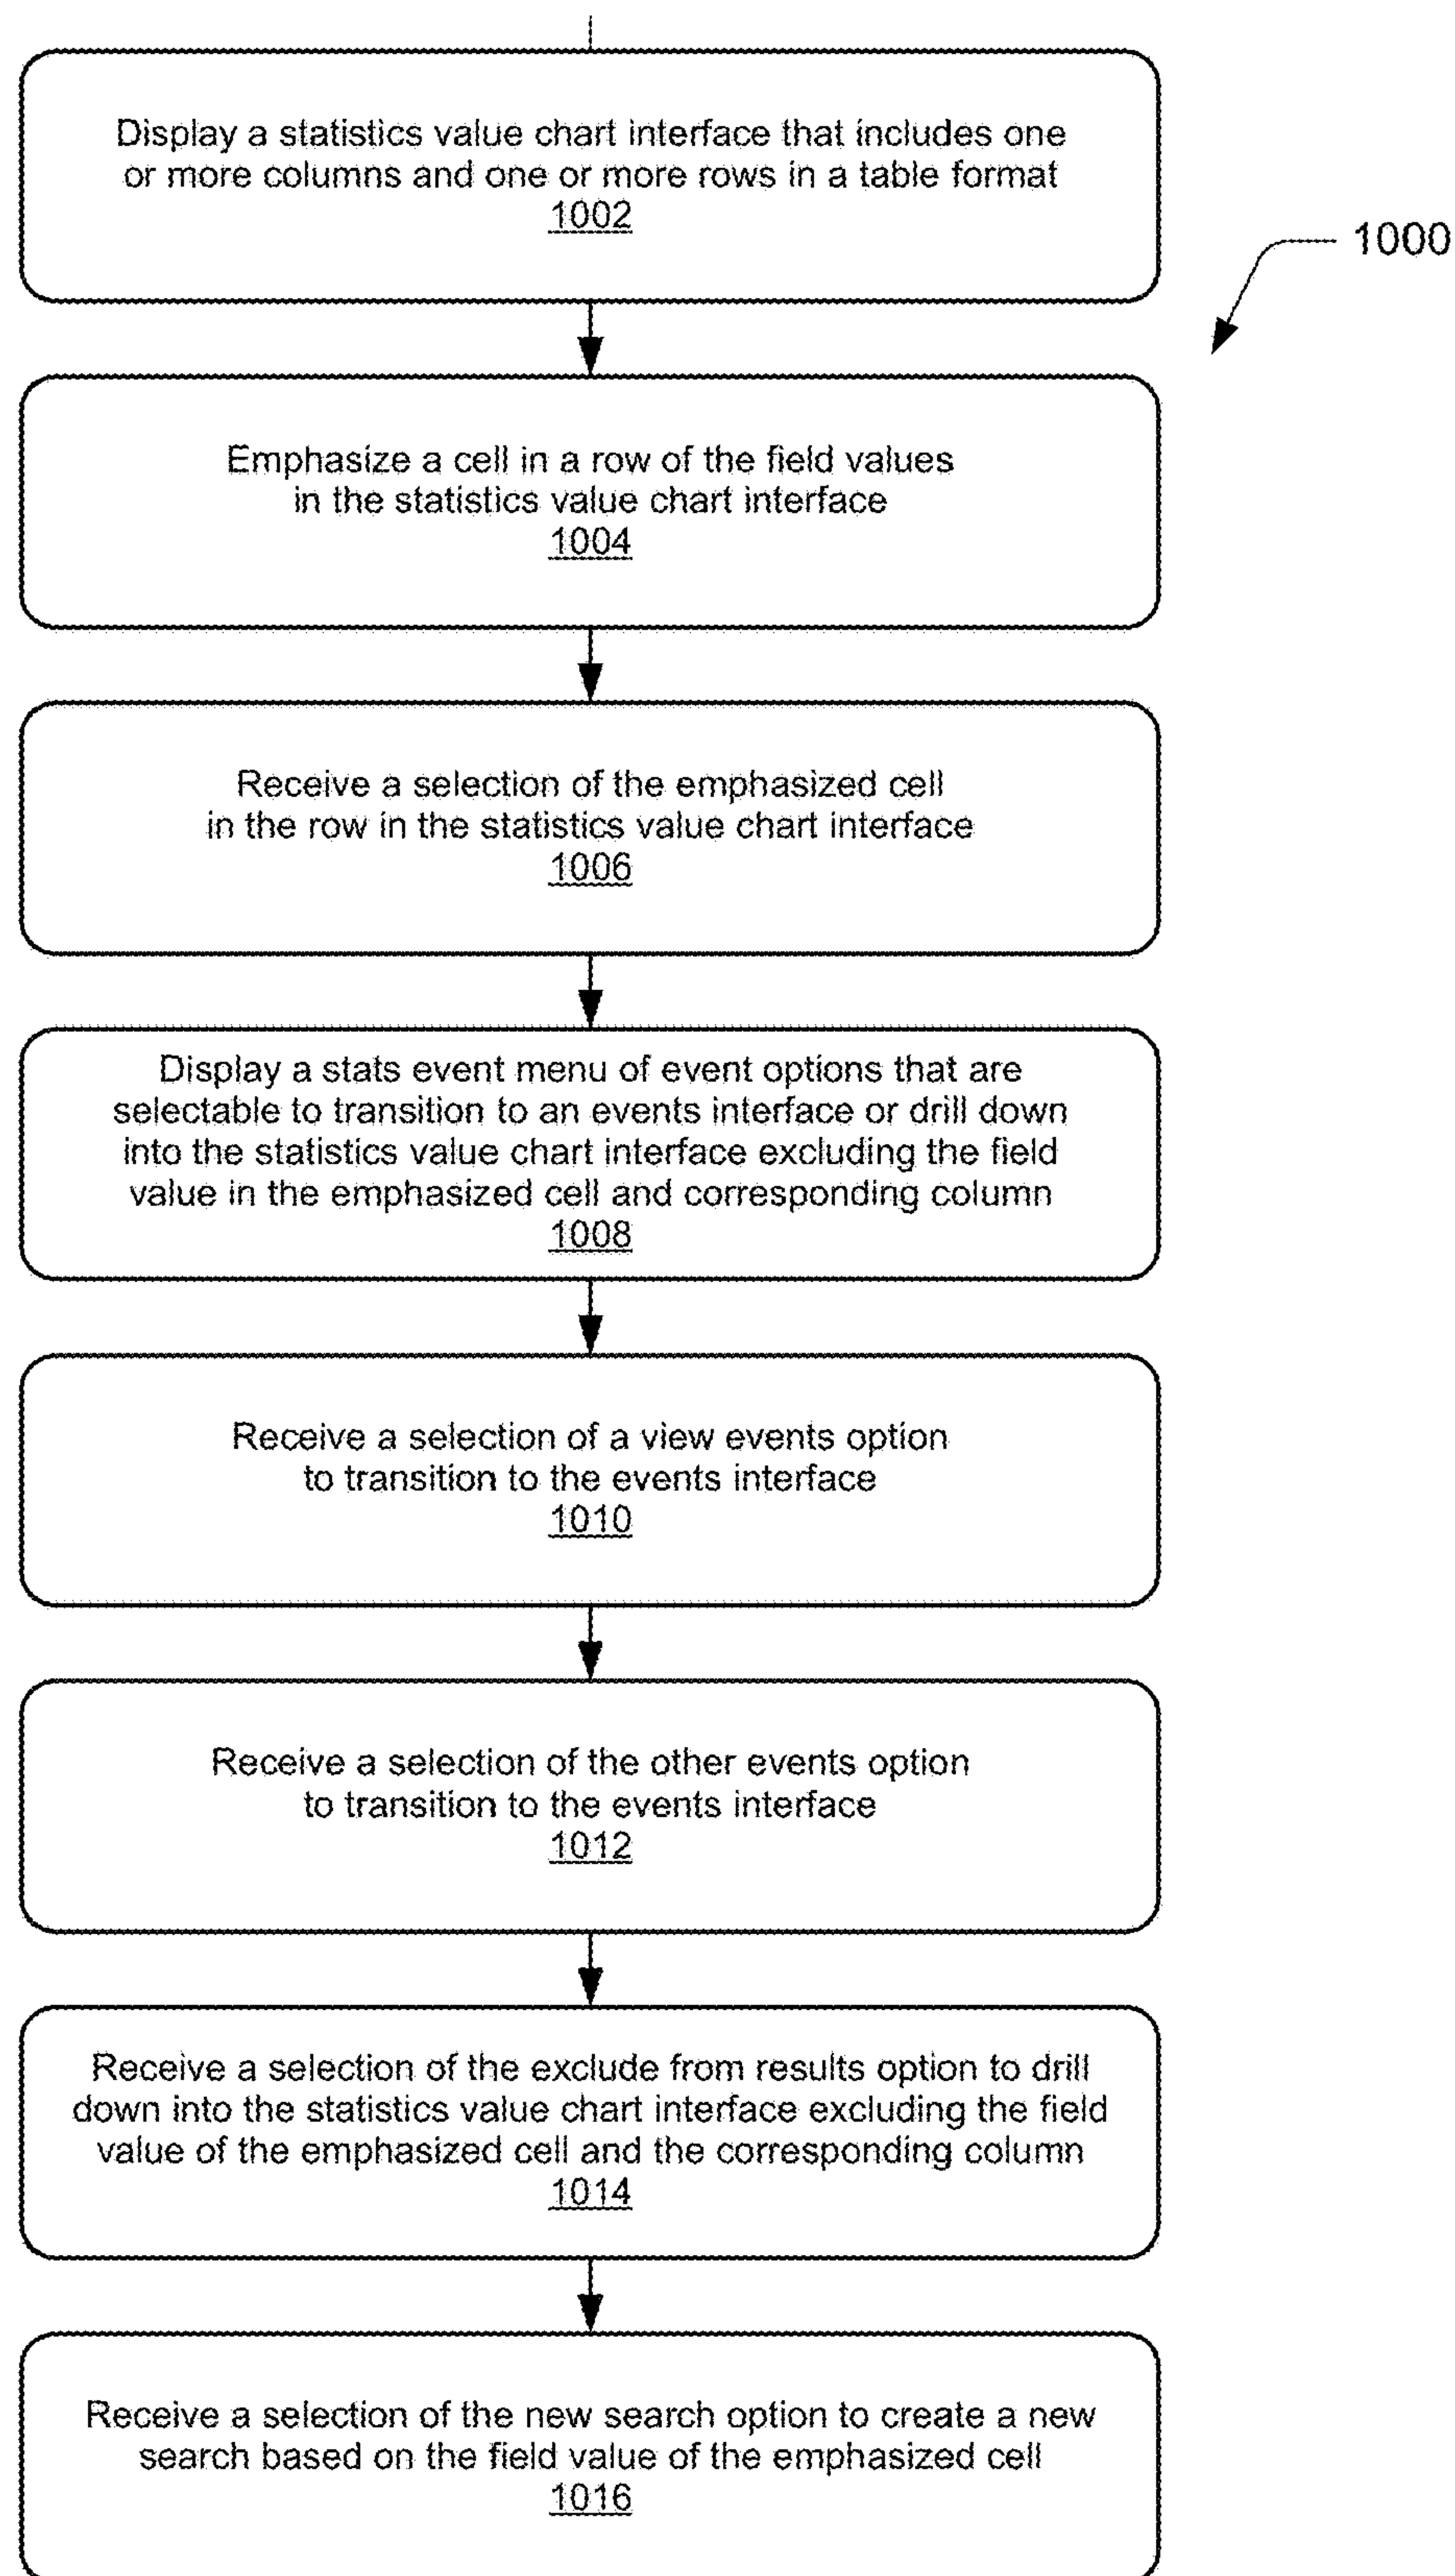 Display a statistics value chart interface that includes one
or more columns and one or more rows in a table format
1002
1000
Emphasize a cell in a row of the field values
in the statistics value chart interface
1004
Receive a selection of the emphasized cell
in the row in the statistics value chart interface
1006
Display a stats event menu of event options that are
selectable to transition to an events interface or drill down
into the statistics value chart interface excluding the field
value in the emphasized cell and corresponding column
1008
Receive a selection of a view events option
to transition to the events interface
1010
Receive a selection of the other events option
to transition to the events interface
1012
Receive a selection of the exclude from results option to drill
down into the statistics value chart interface excluding the field
value of the emphasized cell and the corresponding column
1014
Receive a selection of the new search option to create a new
search based on the field value of the emphasized cell
1016